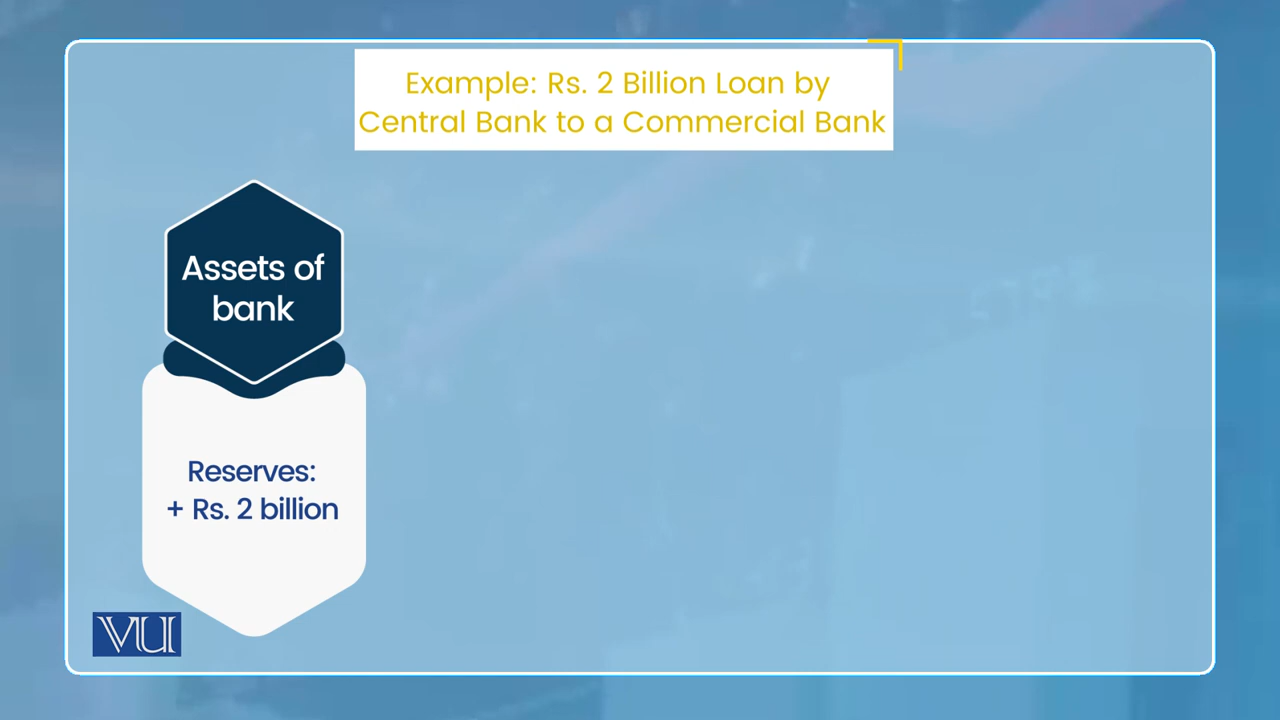 Example: Rs. 2 Billion Loan by
Central Bank to a Commercial Bank
Assets of
bank
Reserves:
+ Rs. 2 billion
VU